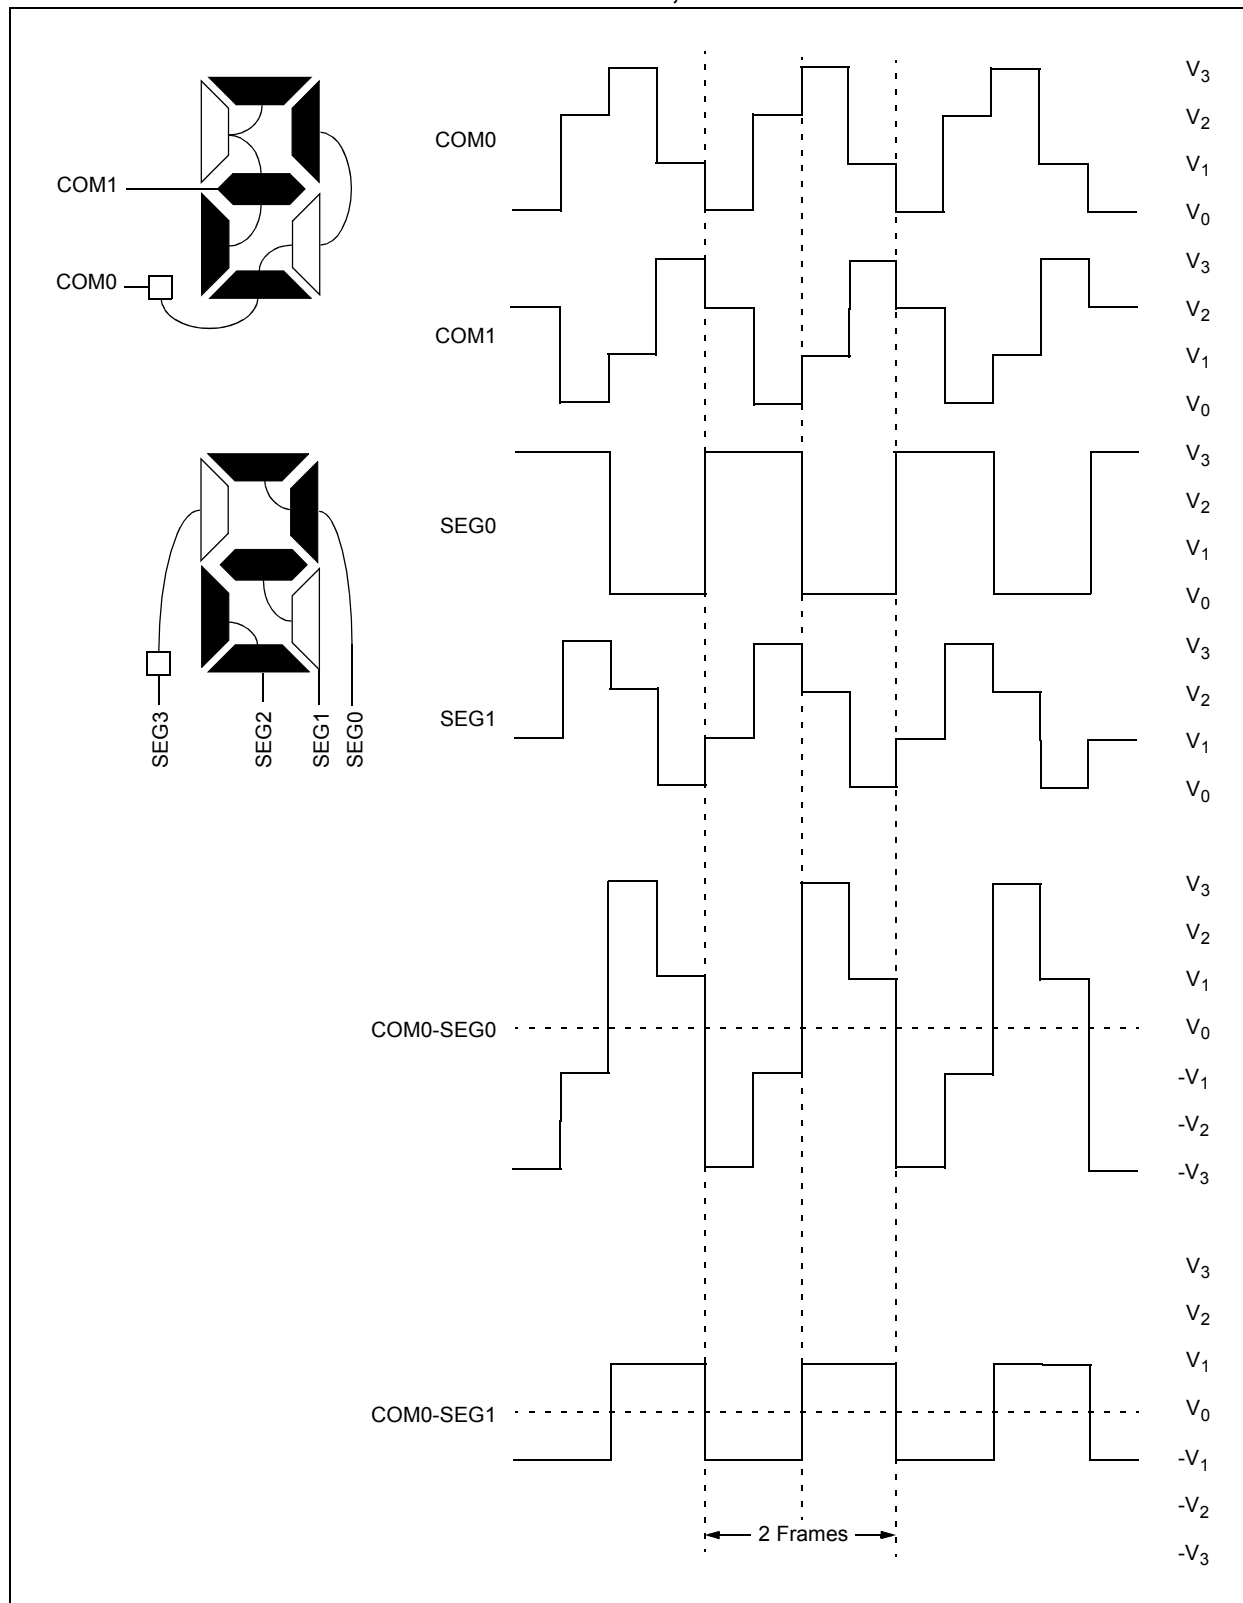 COM1
COM0
SEG3
SEG2
SEG1
SEG0
COM0
V3
V2
V1
V0
COM1
V3
V2
V1
V0
SEG0
V3
V2
V1
V0
SEG1
V3
V2
V1
V0
COM0-SEG0
V3
V2
V1
V0
-V1
-V2
-V3
COM0-SEG1
V3
V2
V1
V0
-V1
-V2
-V3
2 Frames